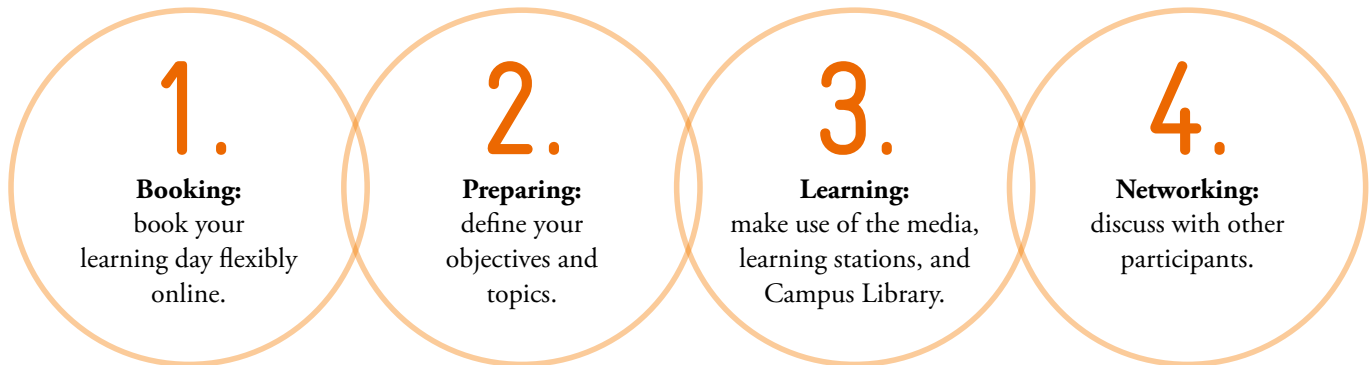 1.
Booking:
book your
learning day flexibly
online.
2.
Preparing:
define your
objectives and
topics.
3.
Learning:
make use of the media,
learning stations, and
Campus Library.
4.
Networking:
discuss with other
participants.